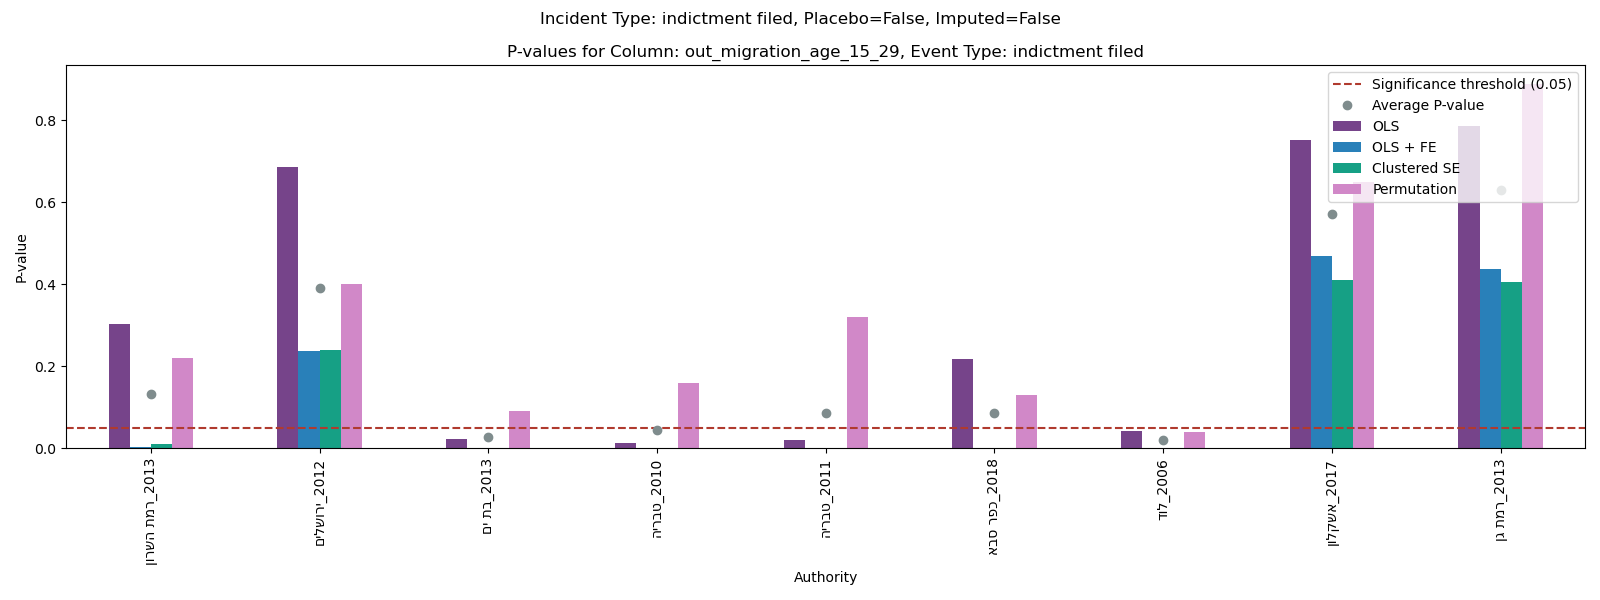 Incident Type: indictment filed, Placebo=False, Imputed=False
P-values for Column: out_migration_age_15_29, Event Type: indictment filed
P-value
0.8
0.6
0.4
0.2
0.0
Significance threshold (0.05)
Average P-value
OLS
OLS + FE
Clustered SE
Permutation
רמת השרון_2013
ירושלים_2012
בת ים_2013
טבריה_2010
טבריה_2011
כפר סבא_2018
לוד_2006
אשקלון_2017
רמת גן_2013
Authority